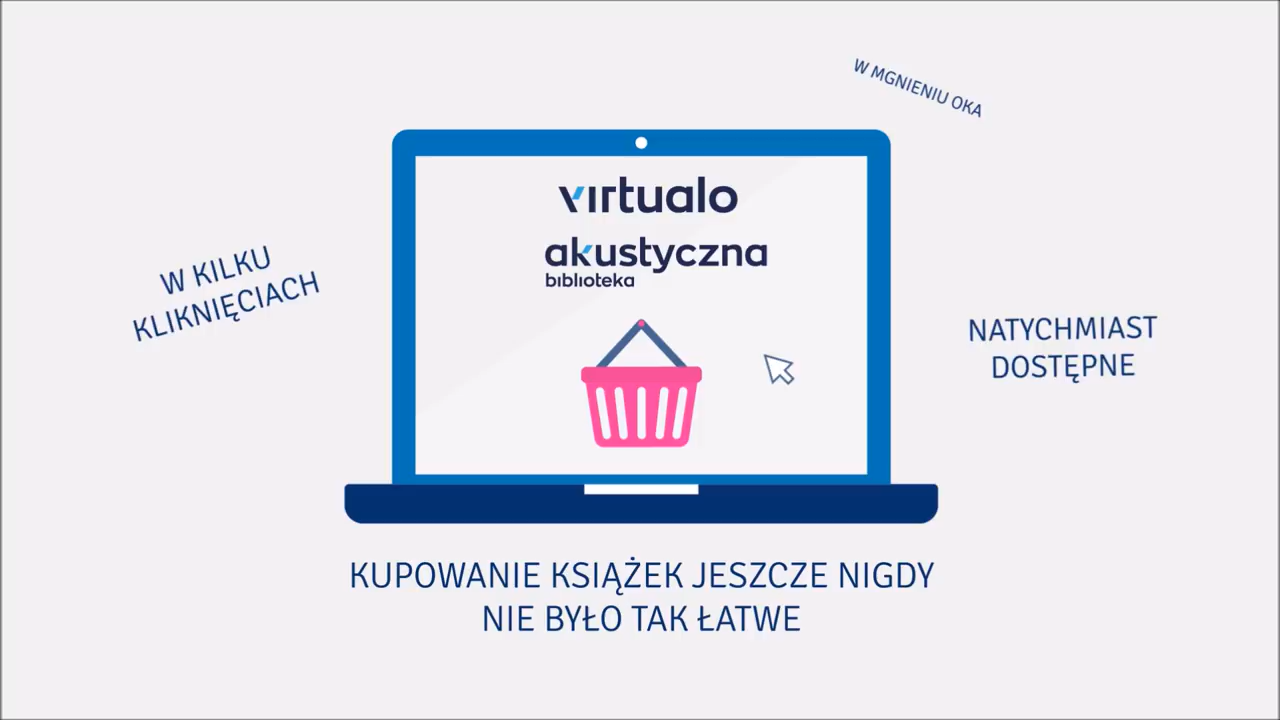 W MGNIENIU OKA
virtualo
akustyczna
biblioteka
W KILKU
KLIKNIĘCIACH
NATYCHMIAST
DOSTĘPNE
KUPOWANIE KSIĄŻEK JESZCZE NIGDY
NIE BYŁO TAK ŁATWE